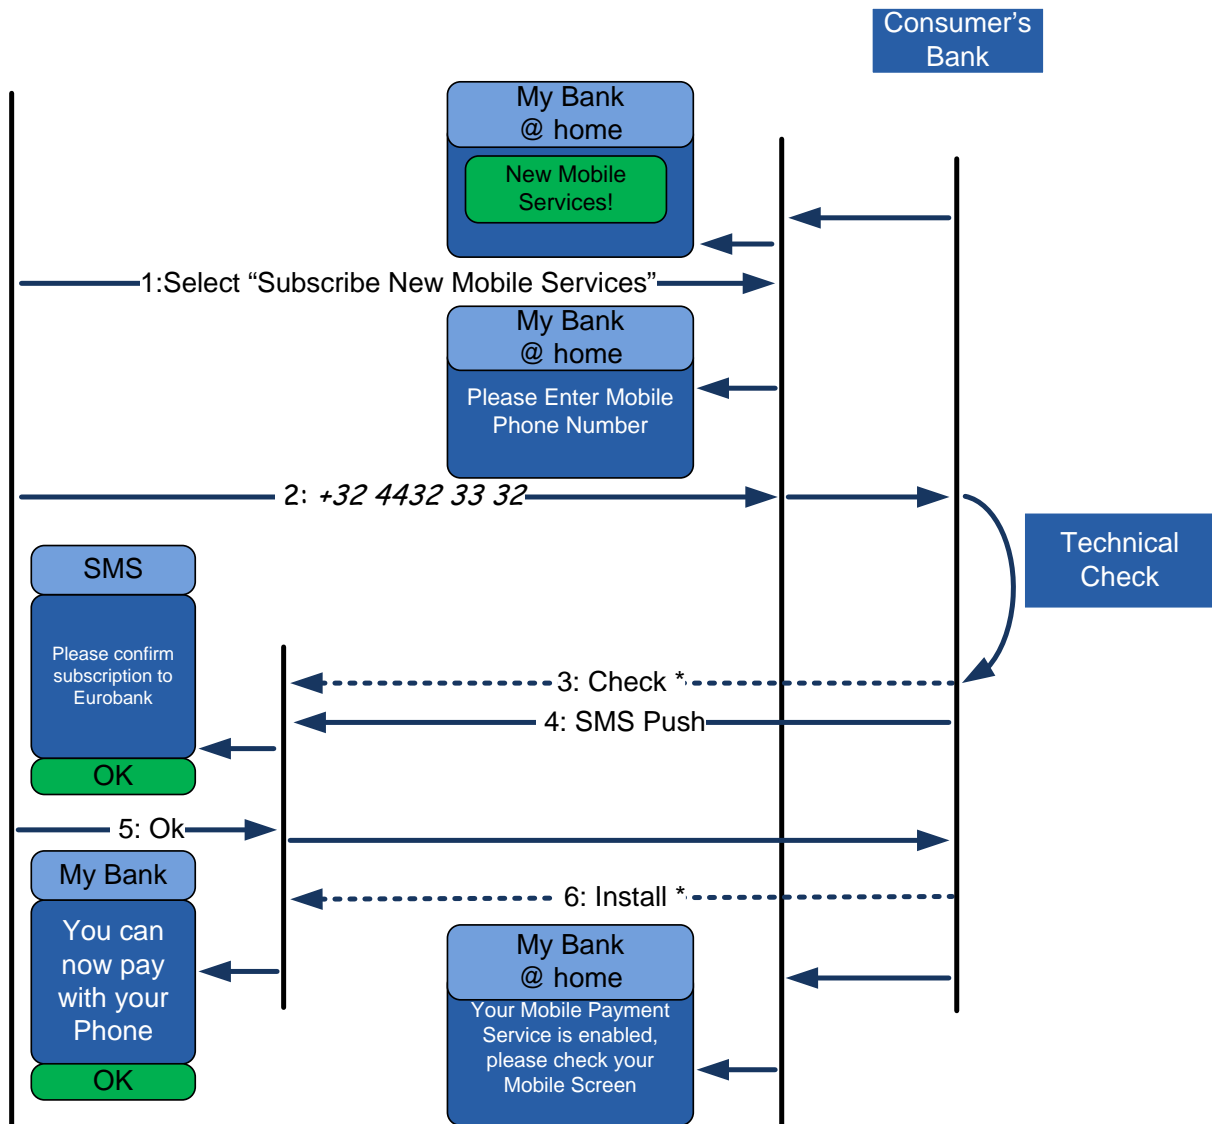 Consumer's
Bank
My Bank
@ home
New Mobile
Services!
1:Select “Subscribe New Mobile Services”
My Bank
@ home
Please Enter Mobile
Phone Number
2: +32 4432 33 32
Technical
Check
SMS
Please confirm
subscription to
Eurobank
OK
3: Check *
4: SMS Push
5: Ok
My Bank
You can
now pay
with your
Phone
OK
6: Install *
My Bank
@ home
Your Mobile Payment
Service is enabled,
please check your
Mobile Screen